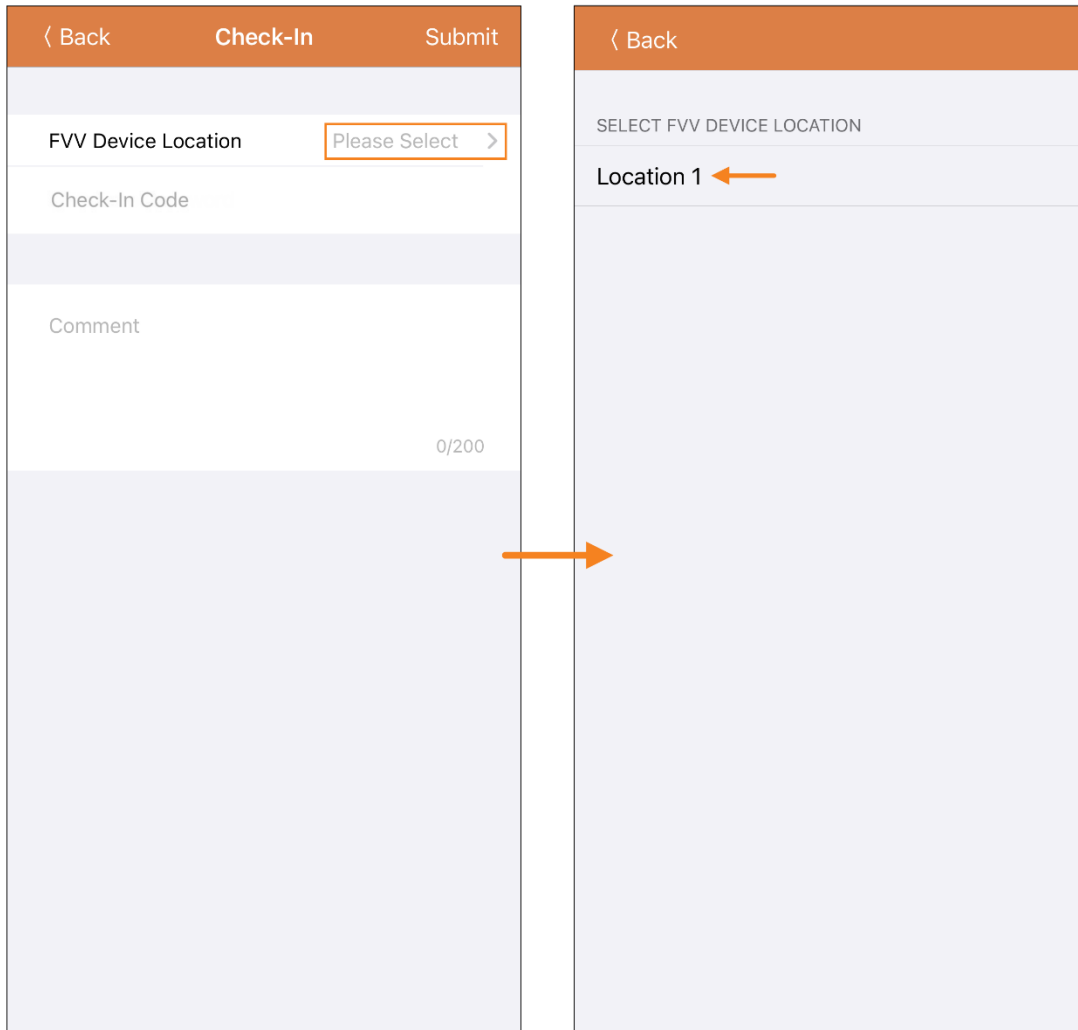 Back Check-In Submit
FVV Device Location Please Select
Check-In Code
Comment
0/200
Back
SELECT FVV DEVICE LOCATION
Location 1